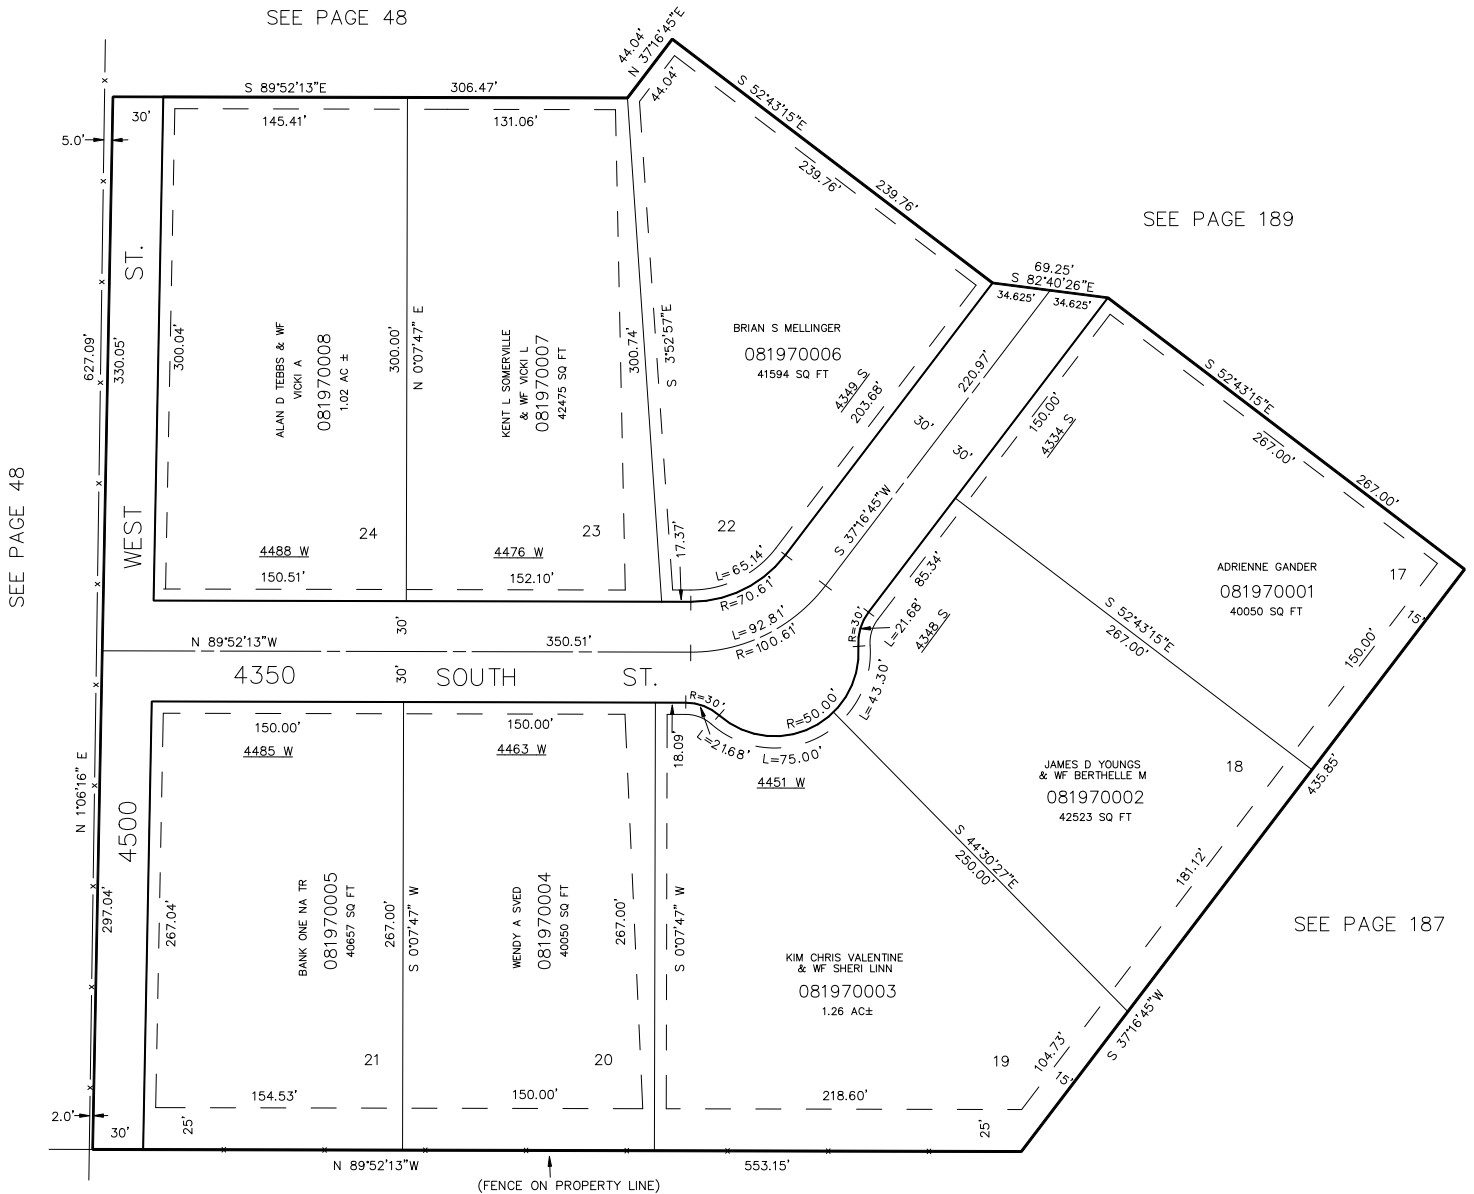 SEE PAGE 48
44.04'
N 37°16'45"E
44.04'
S 89°52'13"E
306.47'
30'
145.41'
131.06'
5.0'
S 52°43'15"E
239.76'
239.76'
SEE PAGE 189
69.25'
S 82°40'26"E
34.625'
34.625'
ST.
WEST
4500
627.09'
330.05'
300.04'
ALAN D TEBBS & WF
VICKI A
081970008
1.02 AC ±
300.00'
N 0°07'47" E
KENT L SOMERVILLE
& WF VICKI L
081970007
42475 SQ FT
300.74'
S 3°52'57"E
BRIAN S MELLINGER
081970006
41594 SQ FT
4349 S
203.68'
220.97'
30'
30'
150.00'
4334 S
S 52°43'15"E
267.00'
267.00'
SEE PAGE 48
24
4488 W
150.51'
23
4476 W
152.10'
17.37'
22
L=65.14'
R=70.61'
S 37°16'45"W
L=92.81'
R=100.61'
85.34'
R=30'
L=21.68'
4348 S
L=43.30'
ADRIENNE GANDER
17
081970001
40050 SQ FT
15'
150.00'
S 52°43'15"E
267.00'
30'
N 89°52'13"W
350.51'
4350
30'
SOUTH
ST.
R=30'
R=50.00'
L=21.68'
L=75.00'
4451 W
18.09'
150.00'
4485 W
150.00'
4463 W
JAMES D YOUNGS
& WF BERTHELLE M
081970002
42523 SQ FT
18
435.85'
N 1°06'16" E
297.04'
267.04'
BANK ONE NA TR
081970005
40657 SQ FT
267.00'
S 0°07'47" W
WENDY A SVED
081970004
40050 SQ FT
267.00'
S 0°07'47" W
S 44°30'27"E
250.00'
181.12'
SEE PAGE 187
KIM CHRIS VALENTINE
& WF SHERI LINN
081970003
1.26 AC±
S 37°16'45"W
104.73'
15'
21
20
19
154.53'
150.00'
218.60'
2.0'
30'
25'
25'
N 89°52'13"W
553.15'
(FENCE ON PROPERTY LINE)